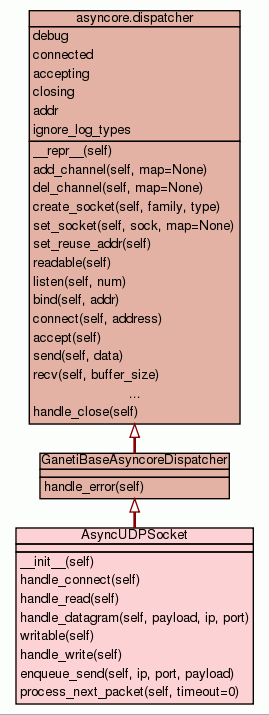 asyncore.dispatcher
debug
connected
accepting
closing
addr
ignore_log_types
__repr__(self)
add_channel(self, map=None)
del_channel(self, map=None)
create_socket(self, family, type)
set_socket(self, sock, map=None)
set_reuse_addr(self)
readable(self)
listen(self, num)
bind(self, addr)
connect(self, address)
accept(self)
send(self, data)
recv(self, buffer_size)
...
handle_close(self)
GanetiBaseAsyncoreDispatcher
handle_error(self)
AsyncUDPSocket
__init__(self)
handle_connect(self)
handle_read(self)
handle_datagram(self, payload, ip, port)
writable(self)
handle_write(self)
enqueue_send(self, ip, port, payload)
process_next_packet(self, timeout=0)